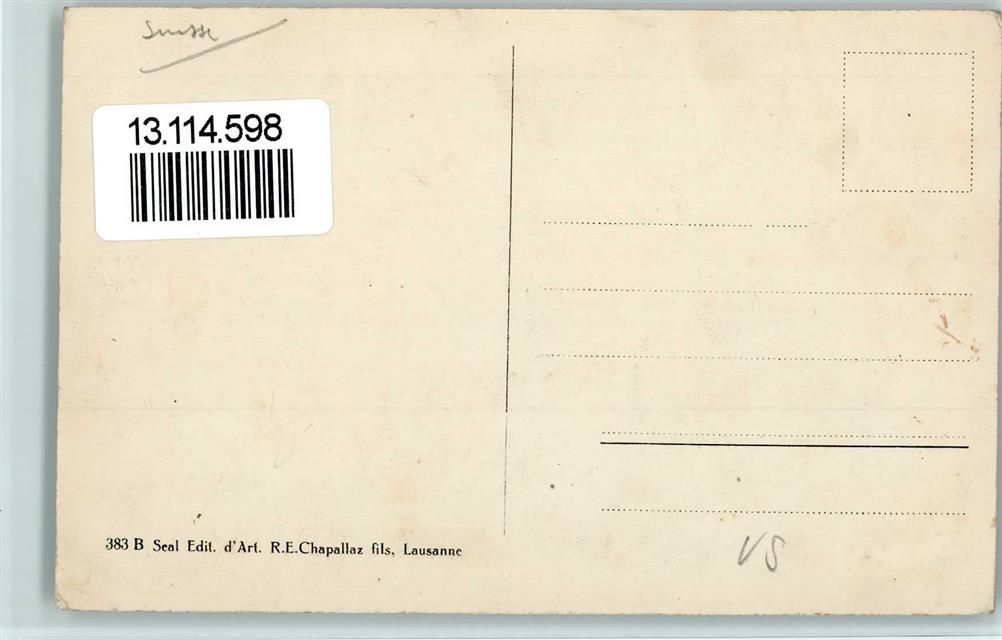 Suisse
13.114.598
383 B Seal Edit. d'Art. R.E.Chapallaz fils, Lausanne
VS